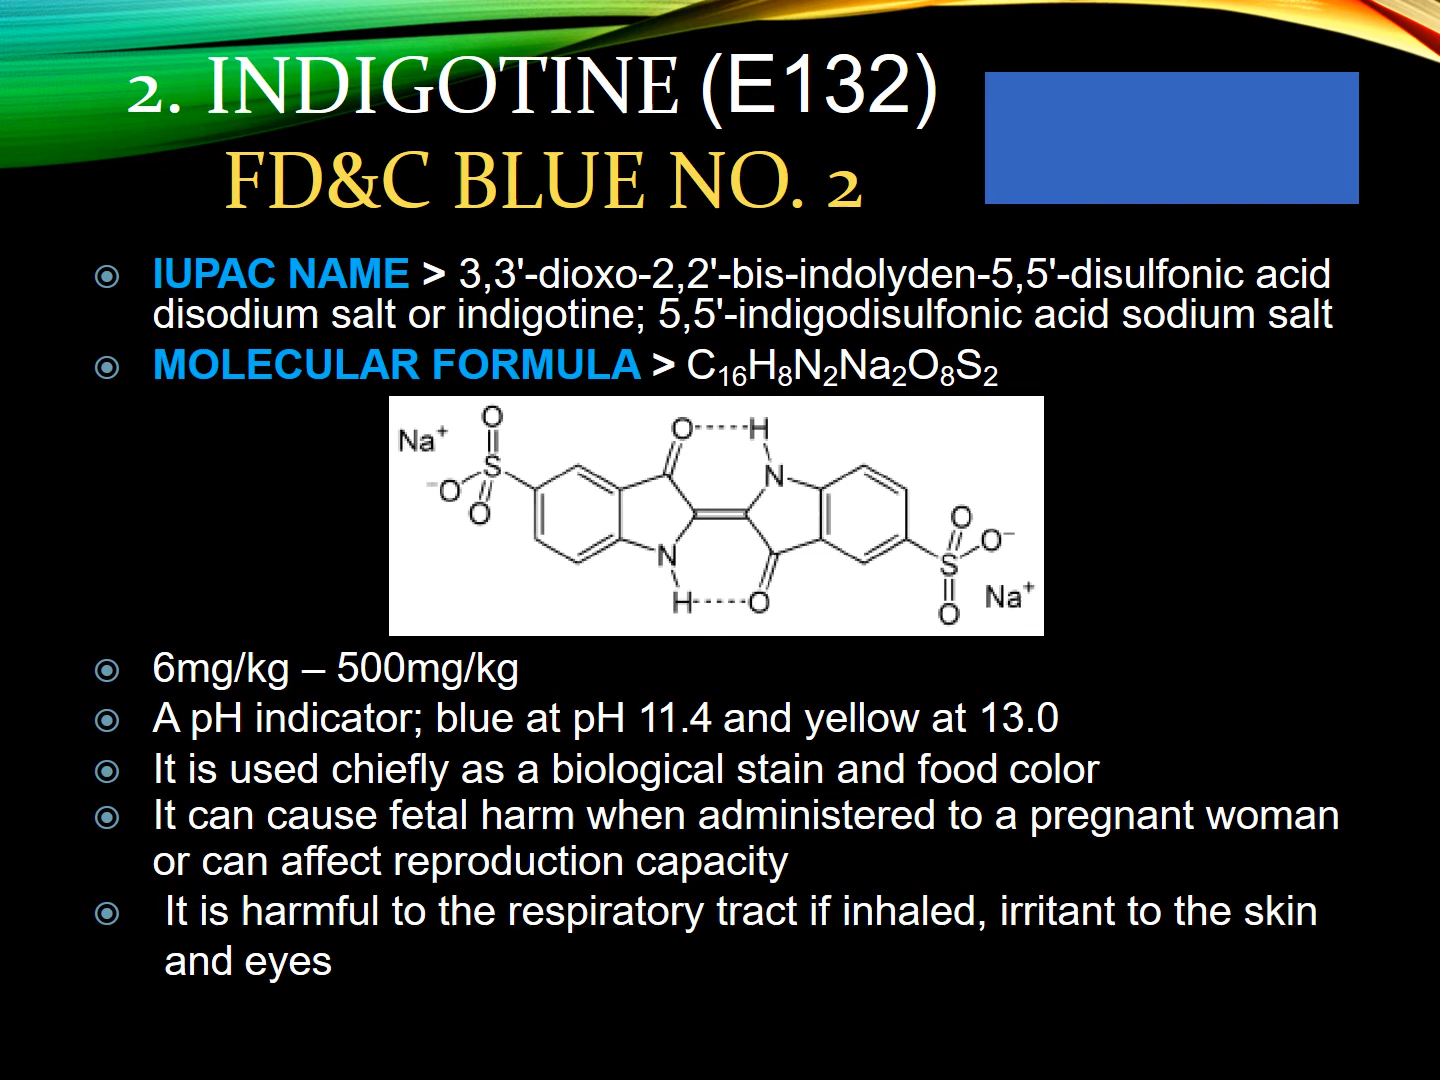 2. INDIGOTINE (E132)
FD&C BLUE NO. 2
IUPAC NAME > 3,3'-dioxo-2,2'-bis-indolyden-5,5'-disulfonic acid
disodium salt or indigotine; 5,5'-indigodisulfonic acid sodium salt
MOLECULAR FORMULA > C₁₆H₈N₂Na₂O₈S₂
Na⁺ O O H
S N
⁻O O O O⁻
N S
H O O Na⁺
6mg/kg – 500mg/kg
A pH indicator; blue at pH 11.4 and yellow at 13.0
It is used chiefly as a biological stain and food color
It can cause fetal harm when administered to a pregnant woman
or can affect reproduction capacity
It is harmful to the respiratory tract if inhaled, irritant to the skin
and eyes